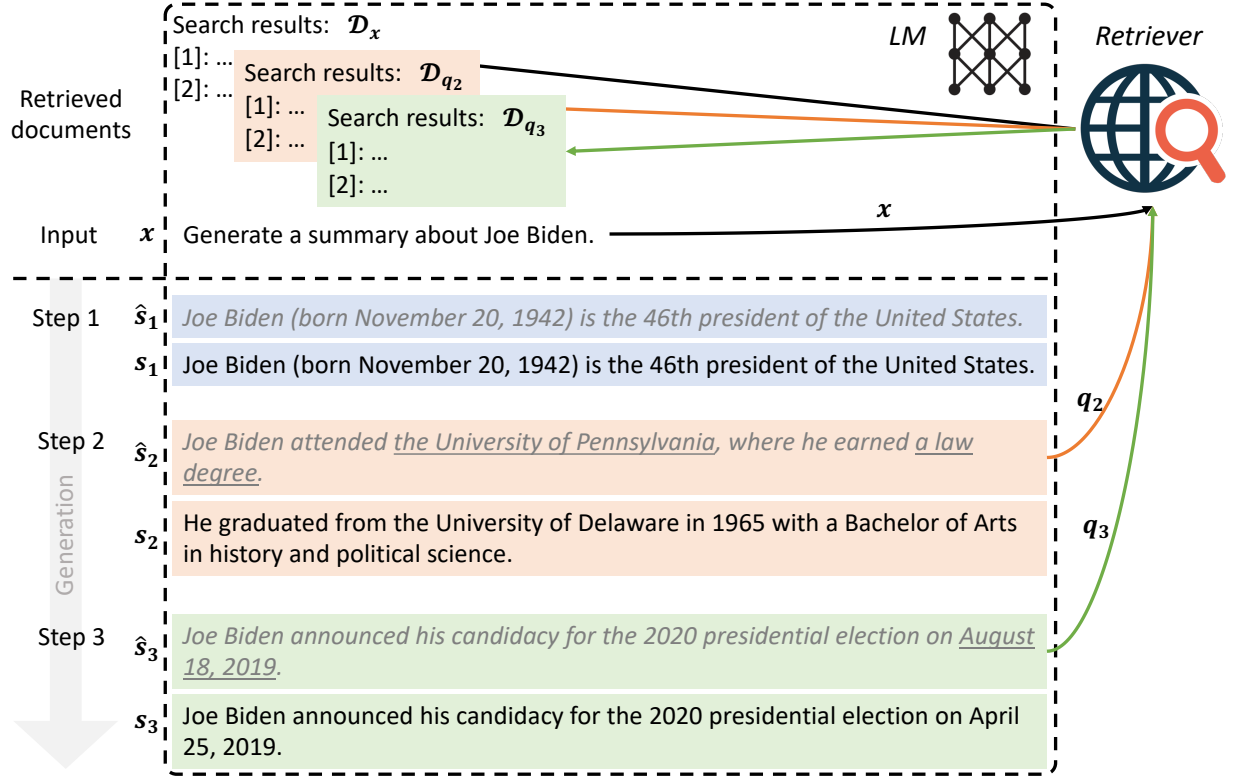 Search results: 𝓓ₓ
[1]: ...
[2]: ...
Search results: 𝓓q₂
[1]: ...
[2]: ...
Search results: 𝓓q₃
[1]: ...
[2]: ...
LM
Retriever
Retrieved
documents
Input
x
Generate a summary about Joe Biden.
x
Generation
Step 1
ŝ₁
Joe Biden (born November 20, 1942) is the 46th president of the United States.
s₁
Joe Biden (born November 20, 1942) is the 46th president of the United States.
q₂
Step 2
ŝ₂
Joe Biden attended the University of Pennsylvania, where he earned a law
degree.
s₂
He graduated from the University of Delaware in 1965 with a Bachelor of Arts
in history and political science.
q₃
Step 3
ŝ₃
Joe Biden announced his candidacy for the 2020 presidential election on August
18, 2019.
s₃
Joe Biden announced his candidacy for the 2020 presidential election on April
25, 2019.